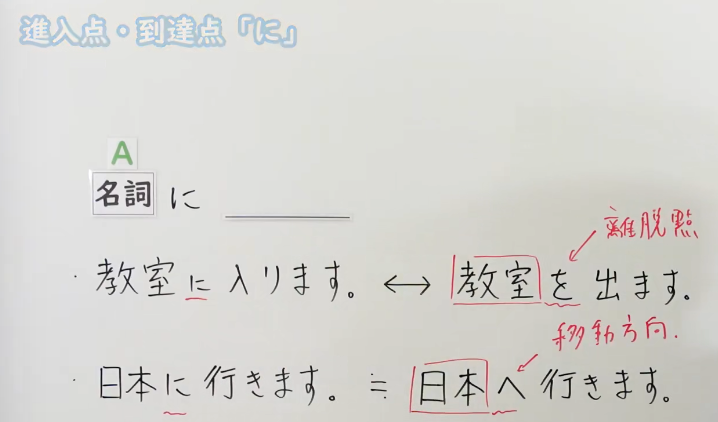 進入点・到達点「に」
A
名詞 に
離脱點
・教室に入ります。 ↔ 教室を出ます。
移動方向.
・日本に行きます。 ≒ 日本へ行きます。